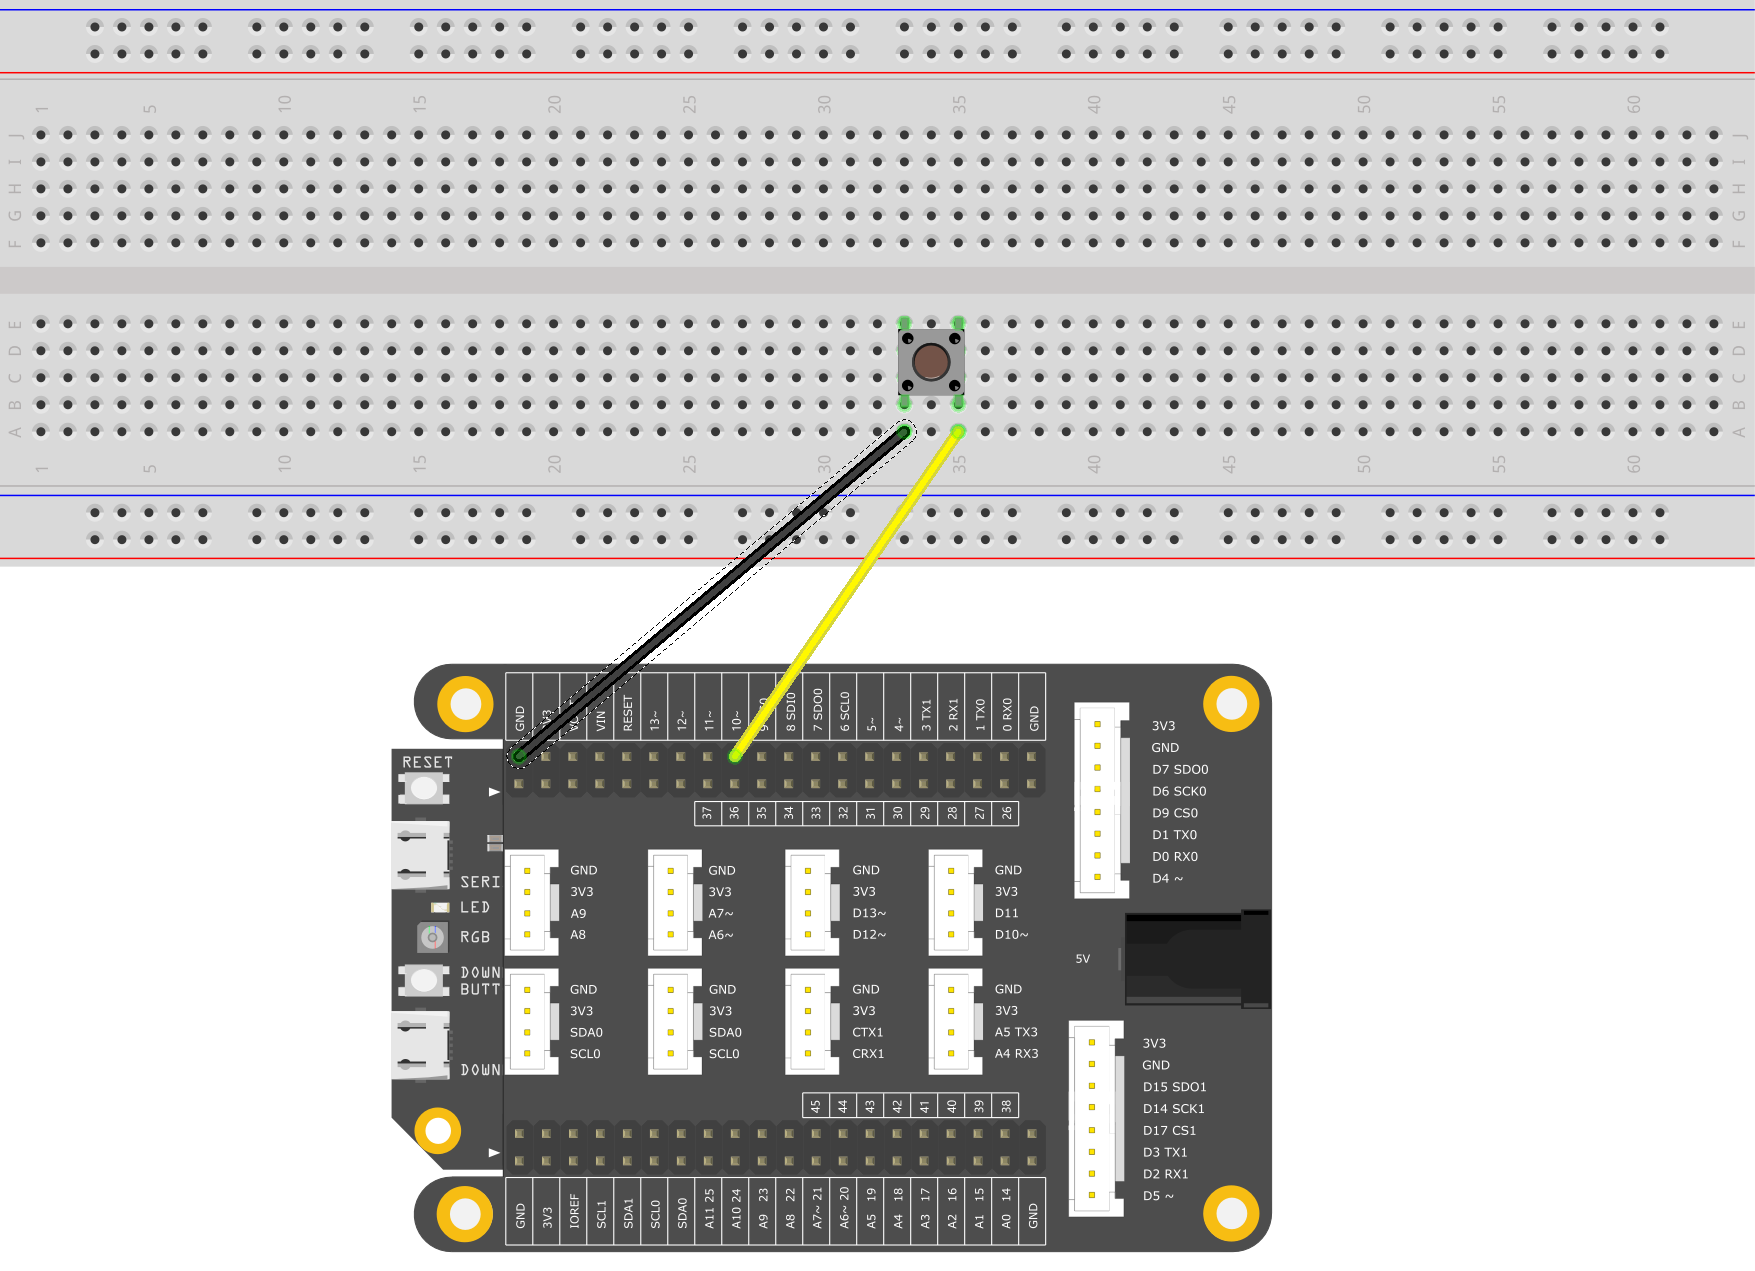 1 5 10 15 20 25 30 35 40 45 50 55 60
J J
I I
H H
G G
F F
E E
D D
C C
B B
A A
1 5 10 15 20 25 30 35 40 45 50 55 60
GND VIN RESET 13~ 12~ 11~ 10~ 8 SDI0 7 SDO0 6 SCL0 5~ 4~ 3 TX1 2 RX1 1 TX0 0 RX0 GND
37 36 35 34 33 32 31 30 29 28 27 26
RESET
SERI
LED
RGB
DOWN
BUTT
DOWN
GND
3V3
A9
A8
GND
3V3
A7~
A6~
GND
3V3
D13~
D12~
GND
3V3
D11
D10~
GND
3V3
SDA0
SCL0
GND
3V3
SDA0
SCL0
GND
3V3
CTX1
CRX1
GND
3V3
A5 TX3
A4 RX3
3V3
GND
D7 SDO0
D6 SCK0
D9 CS0
D1 TX0
D0 RX0
D4 ~
5V
3V3
GND
D15 SDO1
D14 SCK1
D17 CS1
D3 TX1
D2 RX1
D5 ~
45 44 43 42 41 40 39 38
GND 3V3 IOREF SCL1 SDA1 SCL0 SDA0 A11 25 A10 24 A9 23 A8 22 A7~ 21 A6~ 20 A5 19 A4 18 A3 17 A2 16 A1 15 A0 14 GND